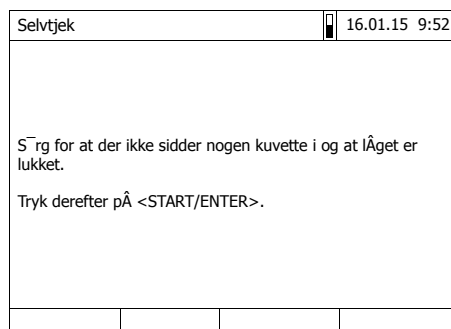 Selvtjek
16.01.15 9:52
S¯rg for at der ikke sidder nogen kuvette i og at lÂget er
lukket.
Tryk derefter pÂ <START/ENTER>.